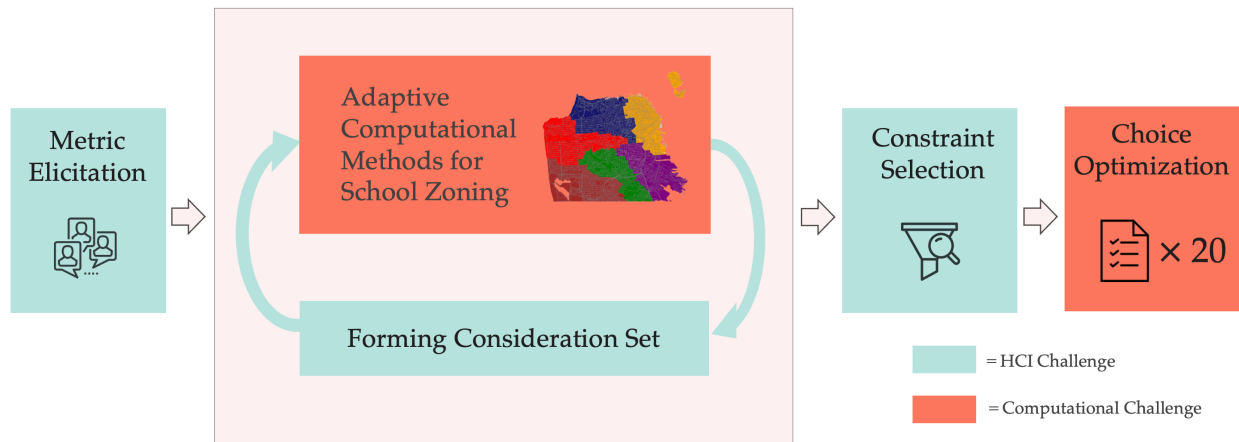 Metric
Elicitation
Adaptive
Computational
Methods for
School Zoning
Forming Consideration Set
Constraint
Selection
Choice
Optimization
× 20
= HCI Challenge
= Computational Challenge